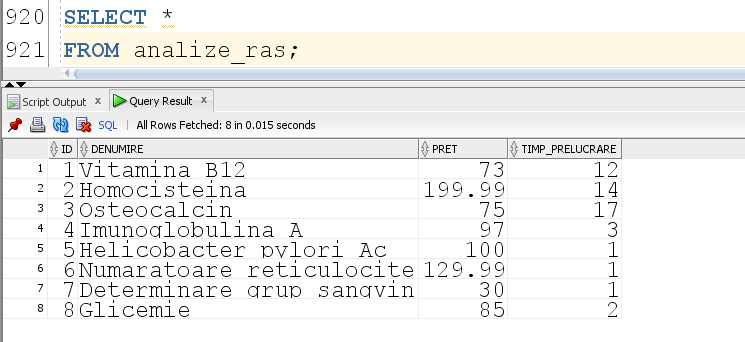 920 SELECT *
921 FROM analize_ras;
Script Output x Query Result x
SQL | All Rows Fetched: 8 in 0.015 seconds
ID DENUMIRE PRET TIMP_PRELUCRARE
1 1 Vitamina B12 73 12
2 2 Homocisteina 199.99 14
3 3 Osteocalcin 75 17
4 4 Imunoglobulina A 97 3
5 5 Helicobacter pylori Ac 100 1
6 6 Numaratoare reticulocite 129.99 1
7 7 Determinare grup sangvin 30 1
8 8 Glicemie 85 2